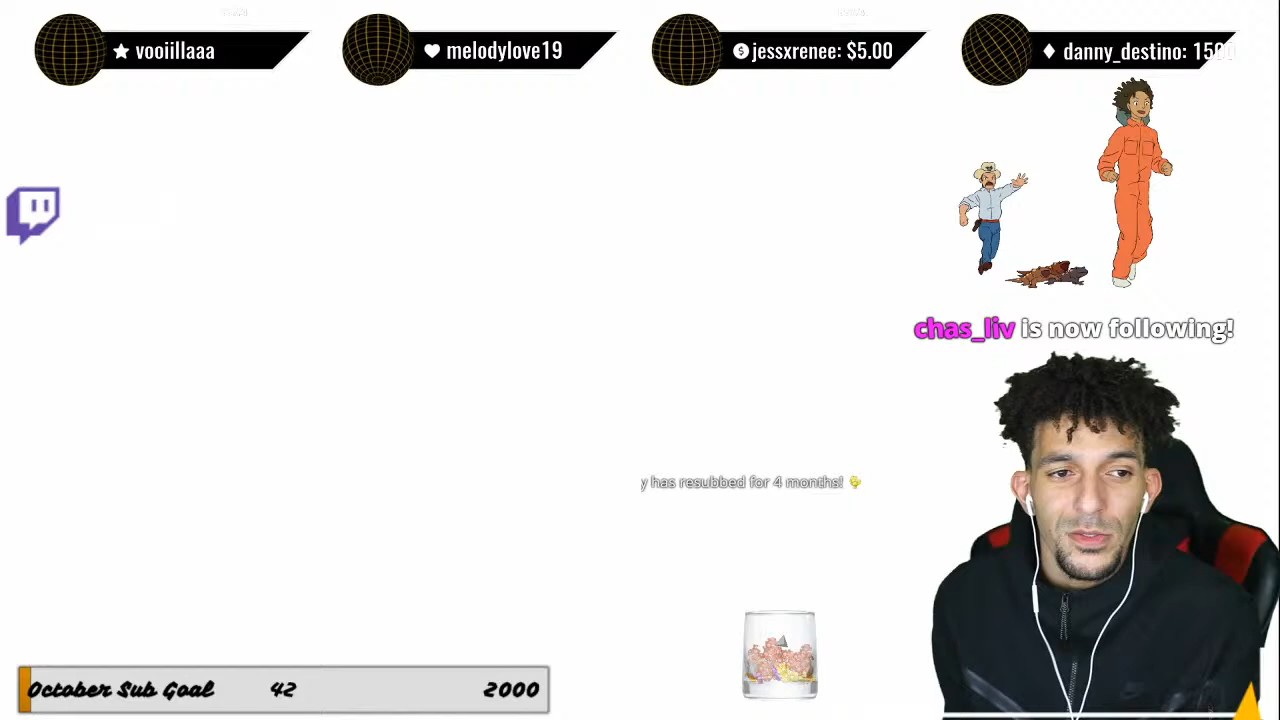 vooiillaaa
melodylove19
jessxrenee: $5.00
danny_destino: 1500
chas_liv is now following!
y has resubbed for 4 months!
October Sub Goal 42 2000